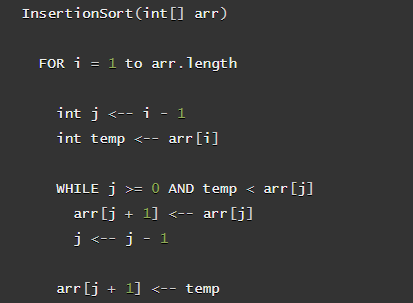 InsertionSort(int[] arr)
FOR i = 1 to arr.length
int j <-- i - 1
int temp <-- arr[i]
WHILE j >= 0 AND temp < arr[j]
arr[j + 1] <-- arr[j]
j <-- j - 1
arr[j + 1] <-- temp